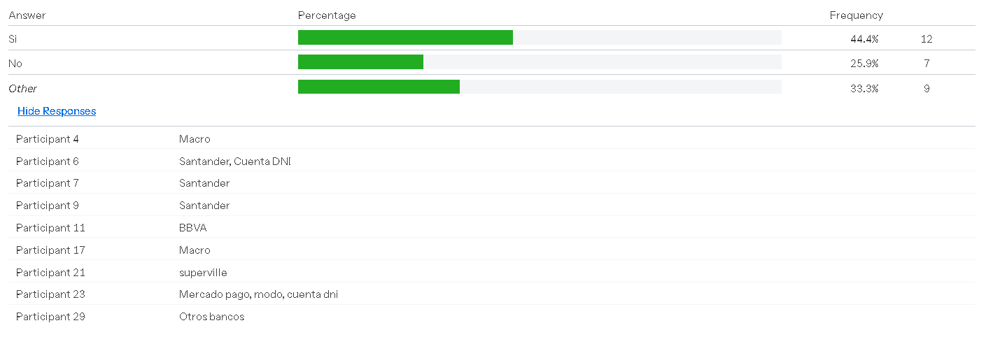 Answer Percentage Frequency
Si 44.4% 12
No 25.9% 7
Other 33.3% 9
Hide Responses
Participant 4 Macro
Participant 6 Santander, Cuenta DNI
Participant 7 Santander
Participant 9 Santander
Participant 11 BBVA
Participant 17 Macro
Participant 21 superville
Participant 23 Mercado pago, modo, cuenta dni
Participant 29 Otros bancos